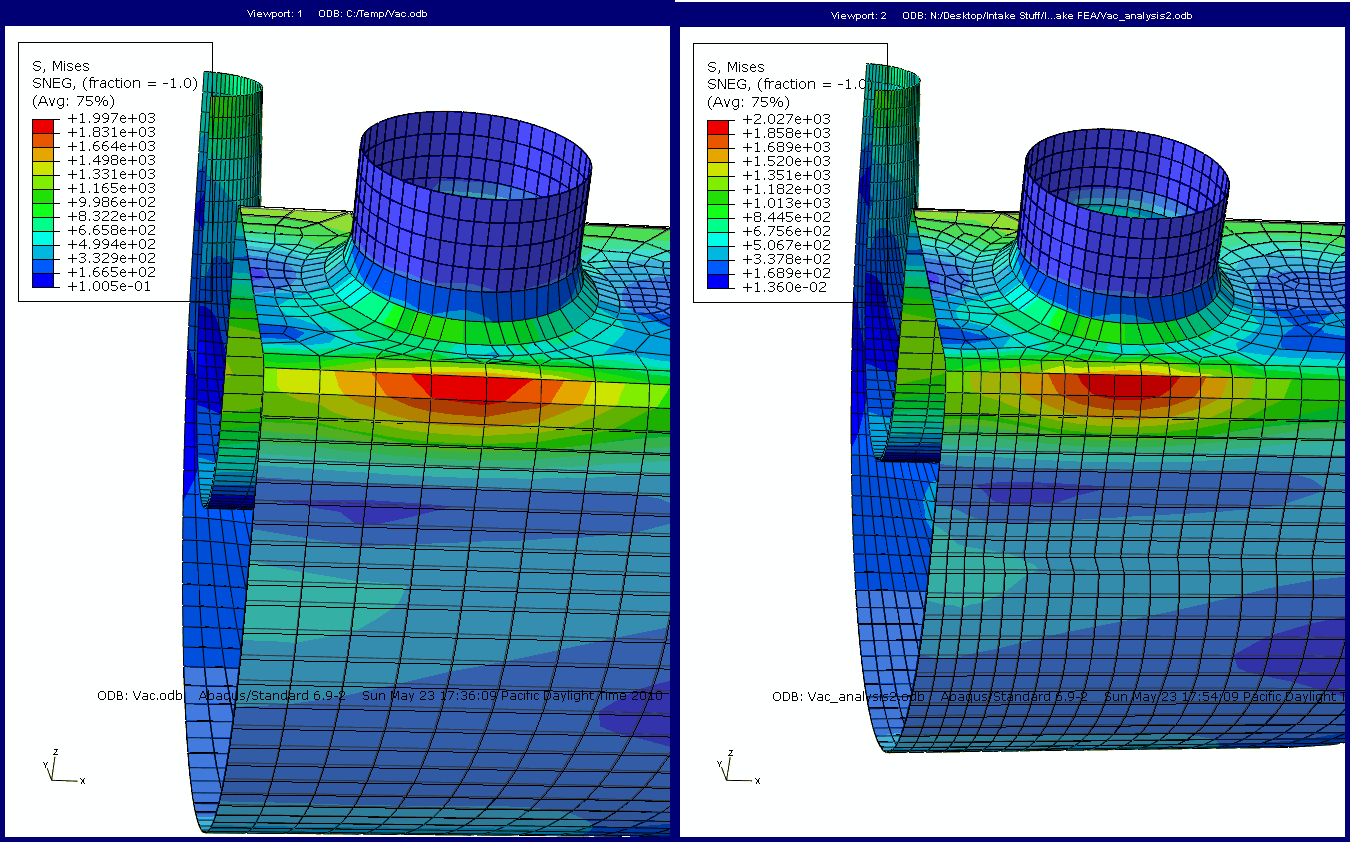 Viewport: 1 ODB: C:/Temp/Vac.odb
S, Mises
SNEG, (fraction = -1.0)
(Avg: 75%)
+1.997e+03
+1.831e+03
+1.664e+03
+1.498e+03
+1.331e+03
+1.165e+03
+9.986e+02
+8.322e+02
+6.658e+02
+4.994e+02
+3.329e+02
+1.665e+02
+1.005e-01
ODB: Vac.odb Abaqus/Standard 6.9-2 Sun May 23 17:36:09 Pacific Daylight Time 2010
Z
Y
X
Viewport: 2 ODB: N:/Desktop/Intake Stuff/I...ake FEA/Vac_analysis2.odb
S, Mises
SNEG, (fraction = -1.0)
(Avg: 75%)
+2.027e+03
+1.858e+03
+1.689e+03
+1.520e+03
+1.351e+03
+1.182e+03
+1.013e+03
+8.445e+02
+6.756e+02
+5.067e+02
+3.378e+02
+1.689e+02
+1.360e-02
ODB: Vac_analysis2.odb Abaqus/Standard 6.9-2 Sun May 23 17:54:09 Pacific Daylight T
Z
Y
X